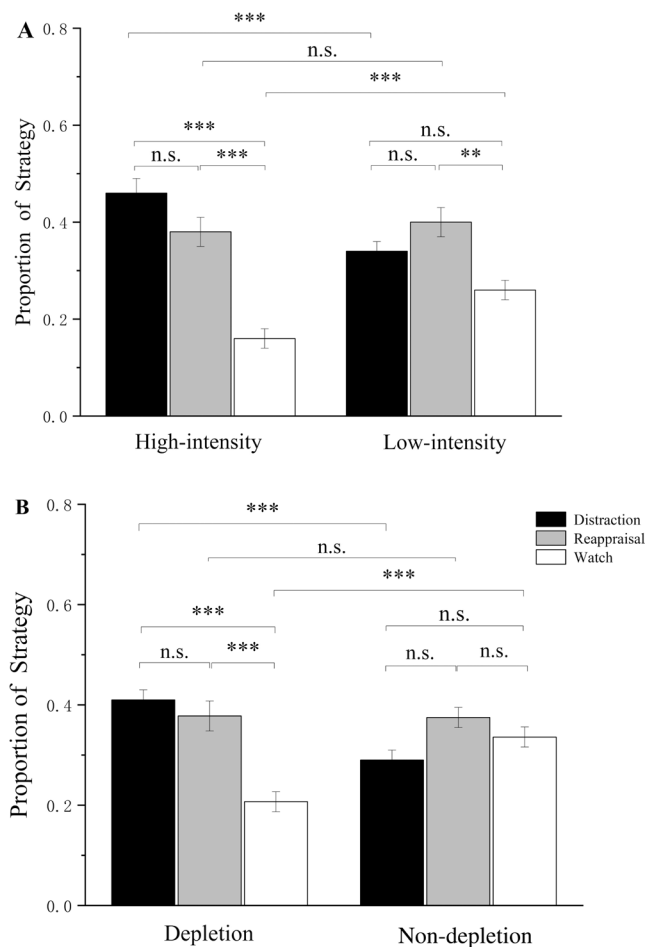 A
0.8
0.6
0.4
0.2
0.0
Proportion of Strategy
***
n.s.
***
***
n.s.
***
n.s.
n.s.
**
High-intensity
Low-intensity
B
0.8
0.6
0.4
0.2
0.0
Proportion of Strategy
***
n.s.
***
***
n.s.
***
n.s.
n.s.
n.s.
Distraction
Reappraisal
Watch
Depletion
Non-depletion